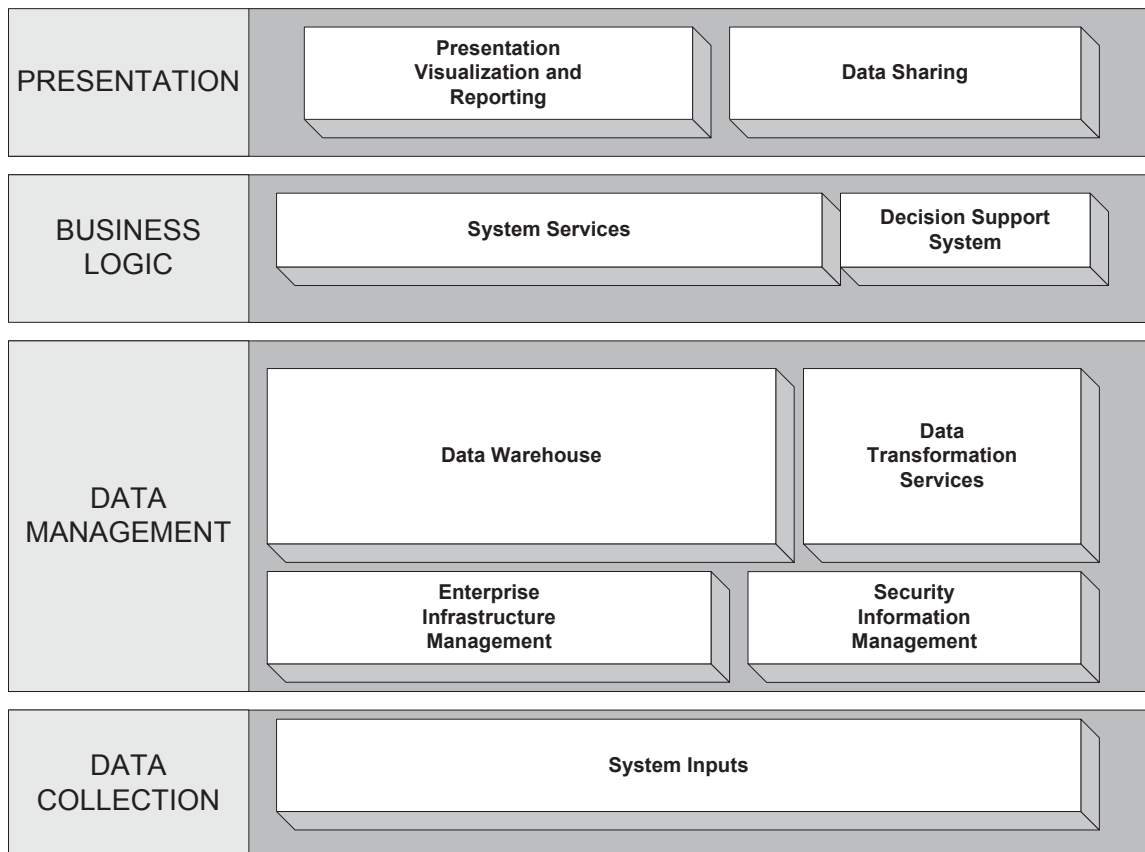 PRESENTATION
Presentation
Visualization and
Reporting
Data Sharing
BUSINESS
LOGIC
System Services
Decision Support
System
DATA
MANAGEMENT
Data Warehouse
Data
Transformation
Services
Enterprise
Infrastructure
Management
Security
Information
Management
DATA
COLLECTION
System Inputs